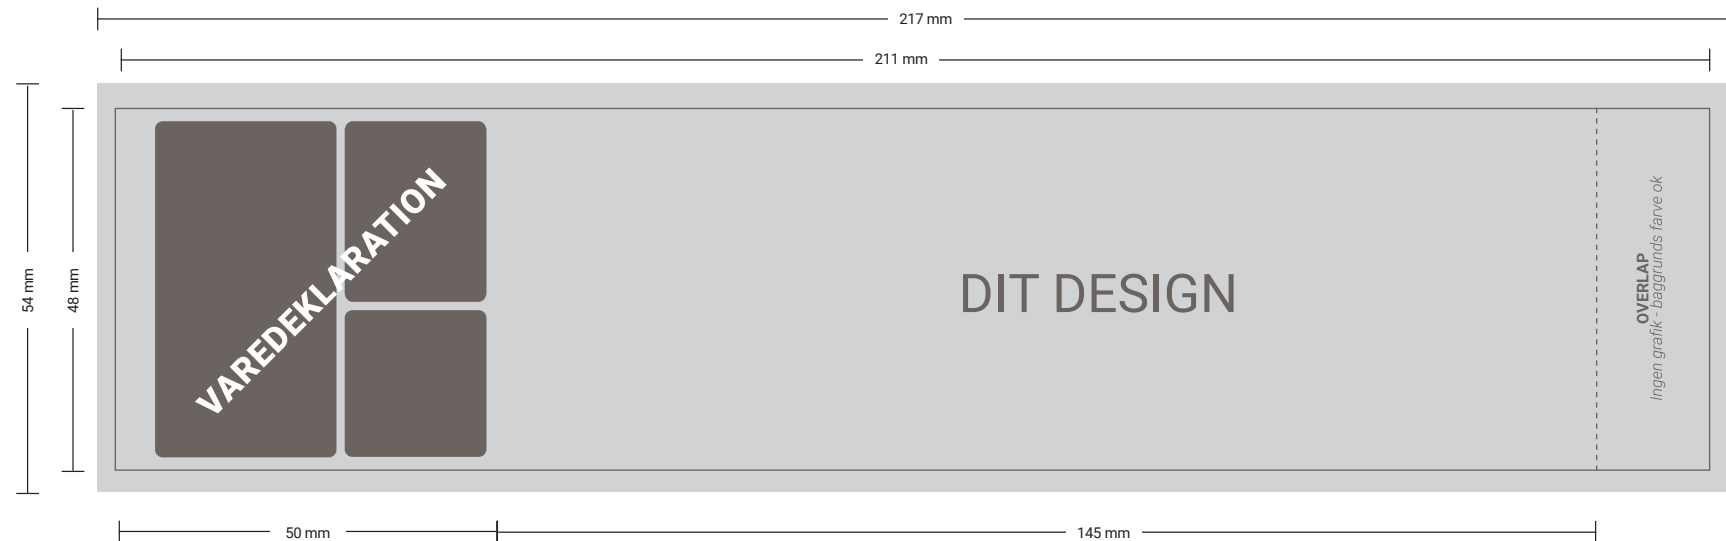 217 mm
211 mm
54 mm
48 mm
VAREDEKLARATION
DIT DESIGN
OVERLAP
Ingen grafik - baggrunds farve ok
50 mm
145 mm